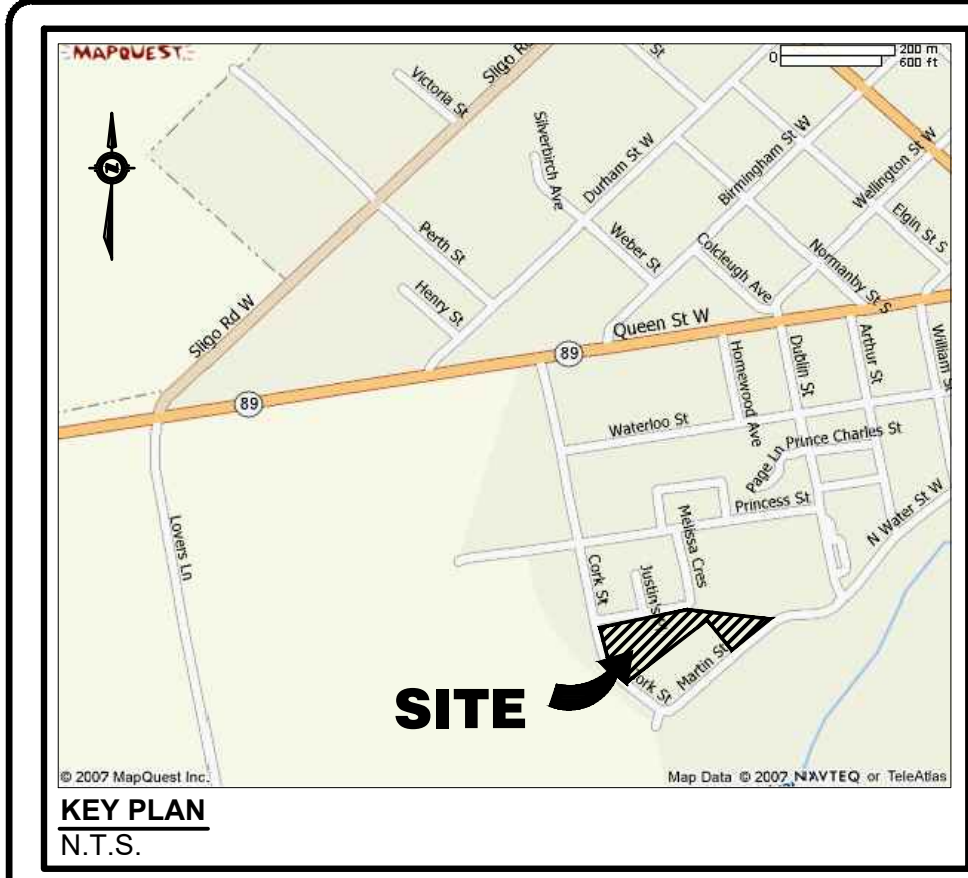 MAPQUEST
0
200 m
600 ft
Sligo Rd
St
Victoria St
Silverbirch Ave
Durham St W
Birmingham St W
Wellington St W
Elgin St S
Perth St
Weber St
Colcleugh Ave
Normanby St S
Henry St
Sligo Rd W
Queen St W
89
89
Homewood Ave
Dublin St
Arthur St
William St
Waterloo St
Prince Charles St
Page Ln
Princess St
N Water St W
Melissa Cres
Lovers Ln
Cork St
Justin's
Martin St
Cork St
SITE
© 2007 MapQuest Inc.
Map Data © 2007 NAVTEQ or TeleAtlas
KEY PLAN
N.T.S.